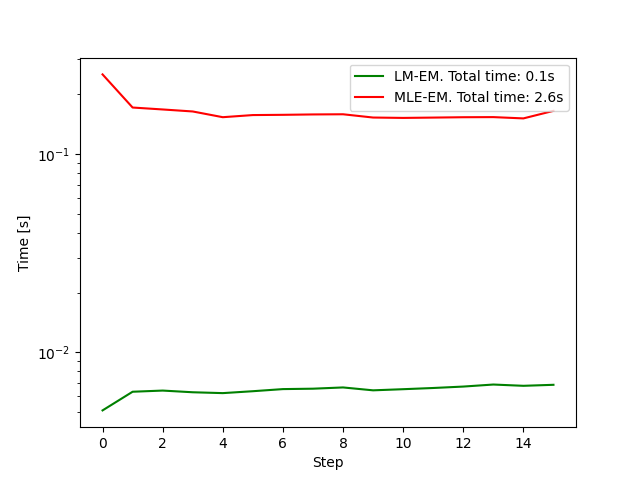 LM-EM. Total time: 0.1s
MLE-EM. Total time: 2.6s
10⁻¹
10⁻²
Time [s]
0 2 4 6 8 10 12 14
Step